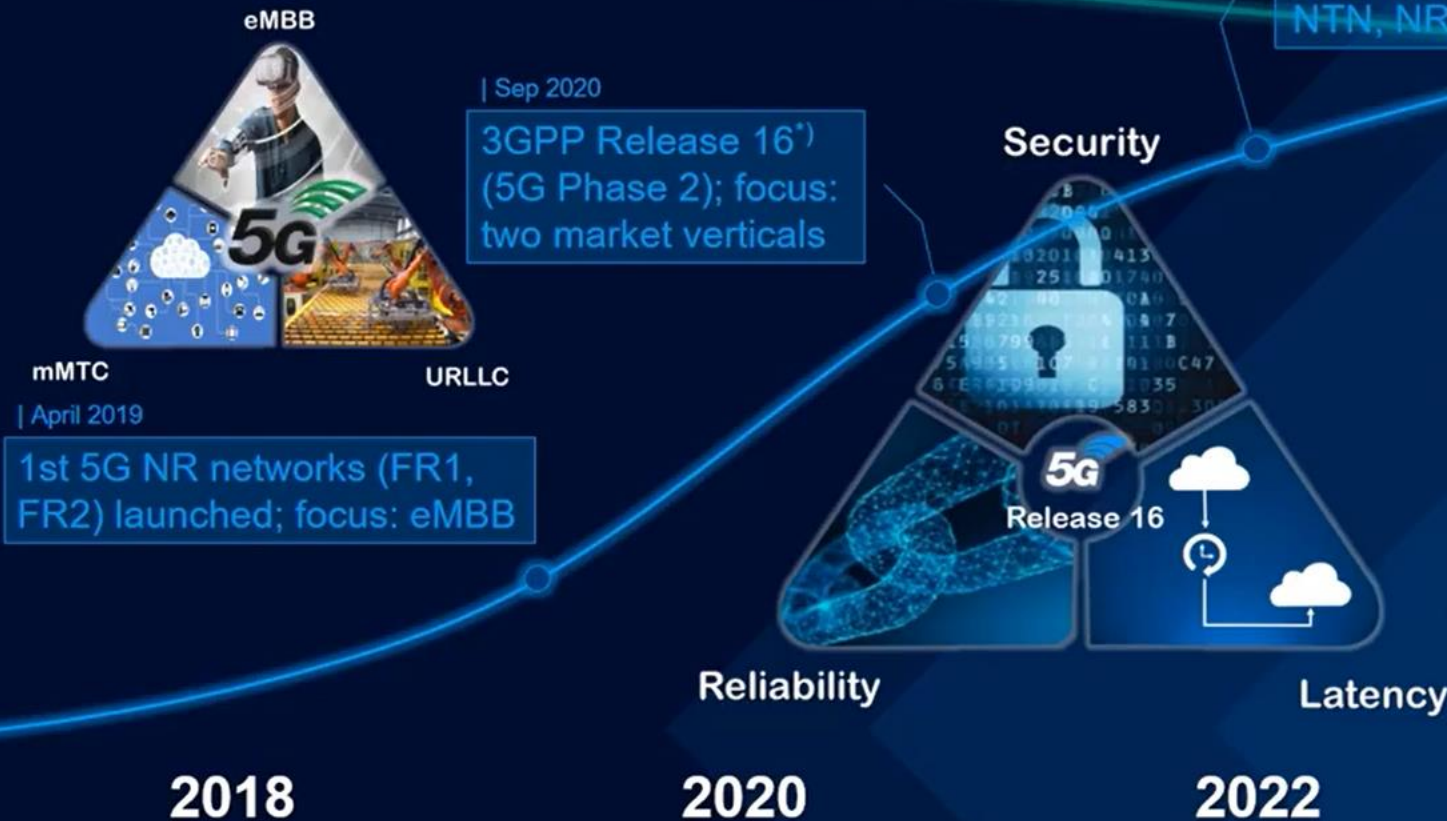 eMBB
5G
mMTC
URLLC
| April 2019
1st 5G NR networks (FR1,
FR2) launched; focus: eMBB
| Sep 2020
3GPP Release 16*)
(5G Phase 2); focus:
two market verticals
NTN, NR
Security
5G
Release 16
Reliability
Latency
2018
2020
2022